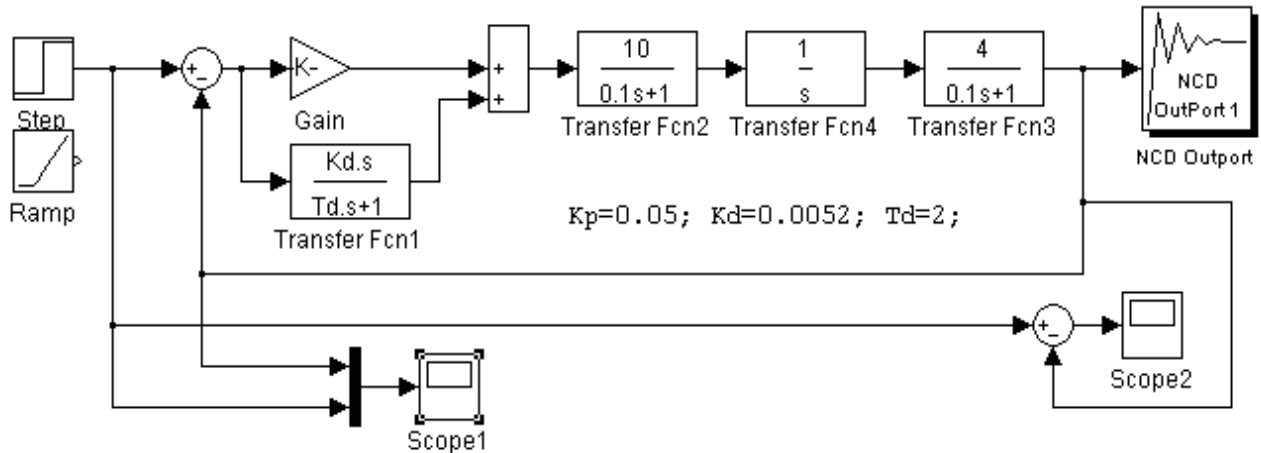 Step
Ramp
+
-
K-
Gain
Kd.s
Td.s+1
Transfer Fcn1
+
+
10
0.1s+1
Transfer Fcn2
1
s
Transfer Fcn4
4
0.1s+1
Transfer Fcn3
NCD
OutPort 1
NCD Outport
Kp=0.05; Kd=0.0052; Td=2;
+
-
Scope2
Scope1